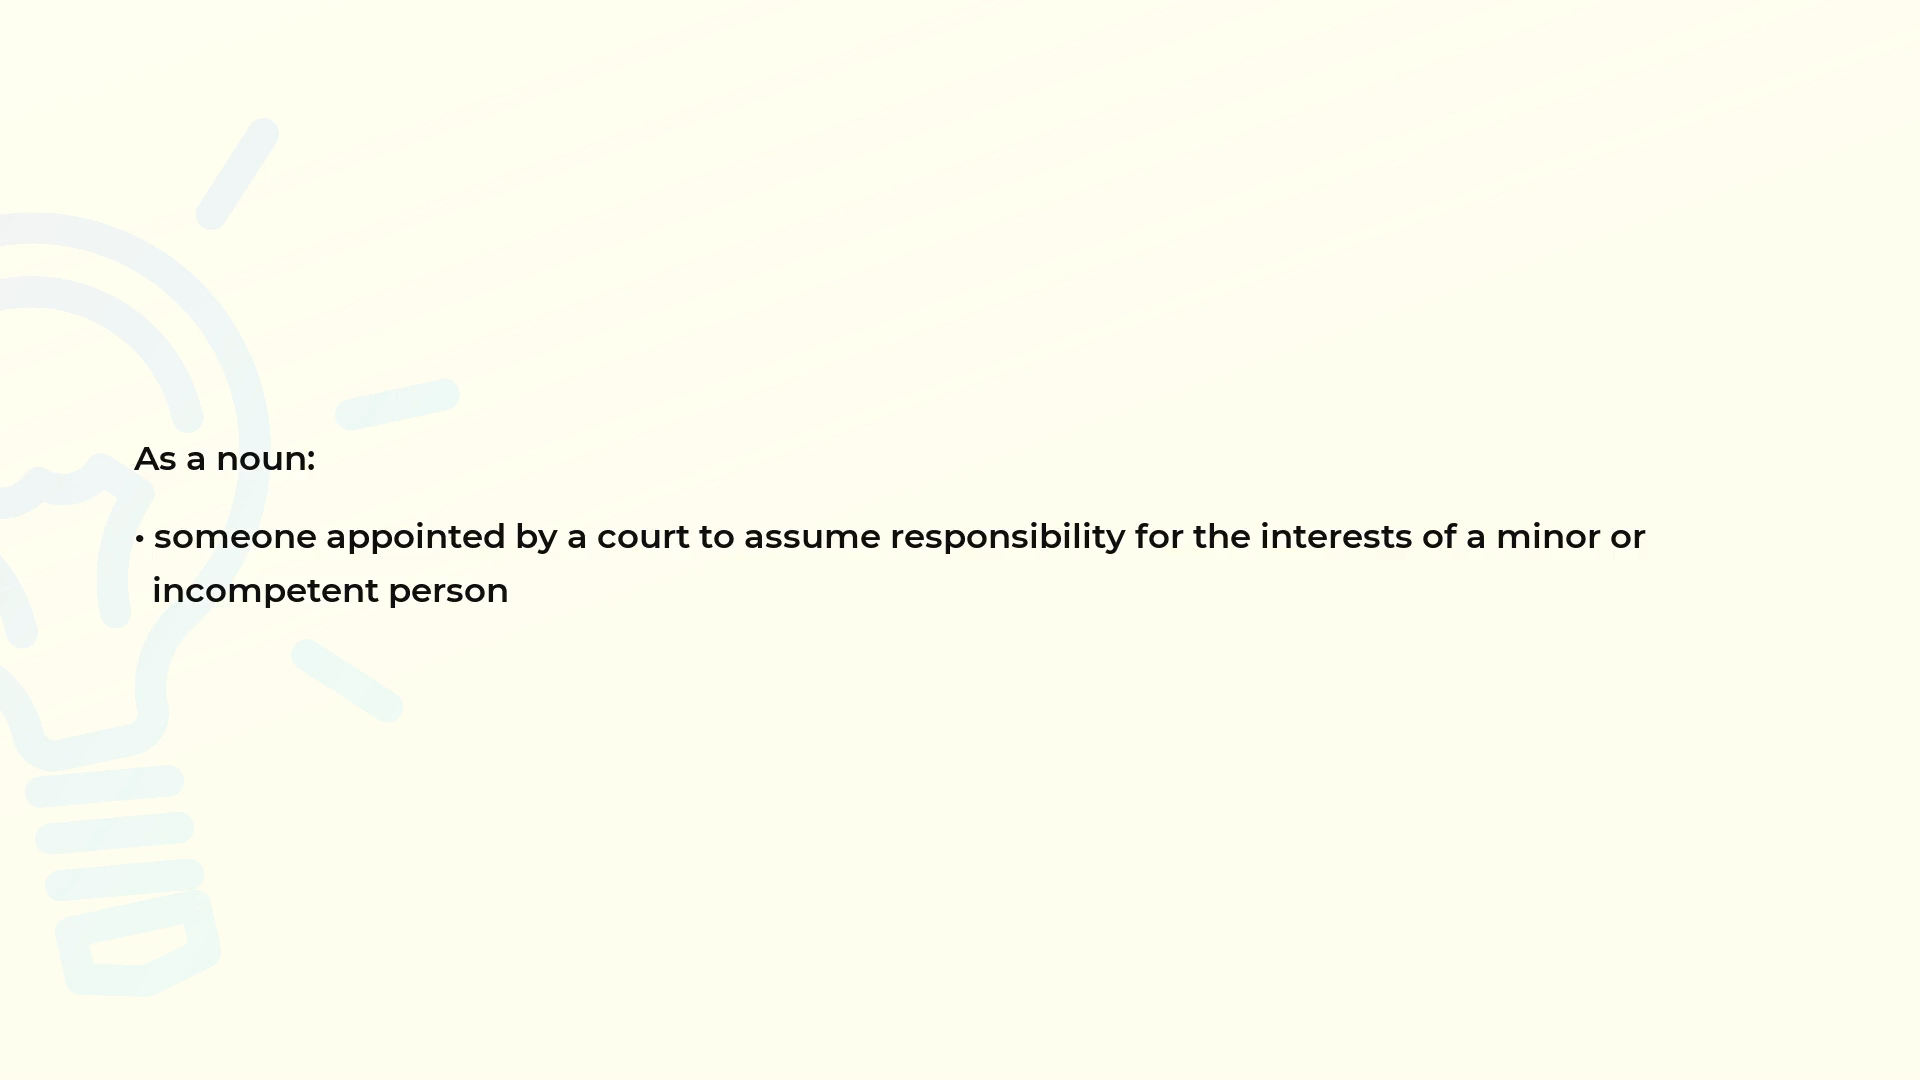 As a noun:
• someone appointed by a court to assume responsibility for the interests of a minor or
incompetent person